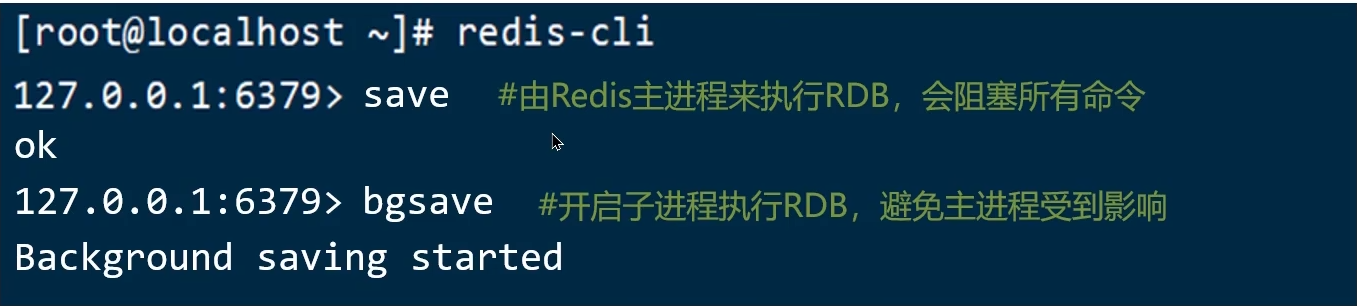 [root@localhost ~]# redis-cli
127.0.0.1:6379> save #由Redis主进程来执行RDB，会阻塞所有命令
ok
127.0.0.1:6379> bgsave #开启子进程执行RDB，避免主进程受到影响
Background saving started